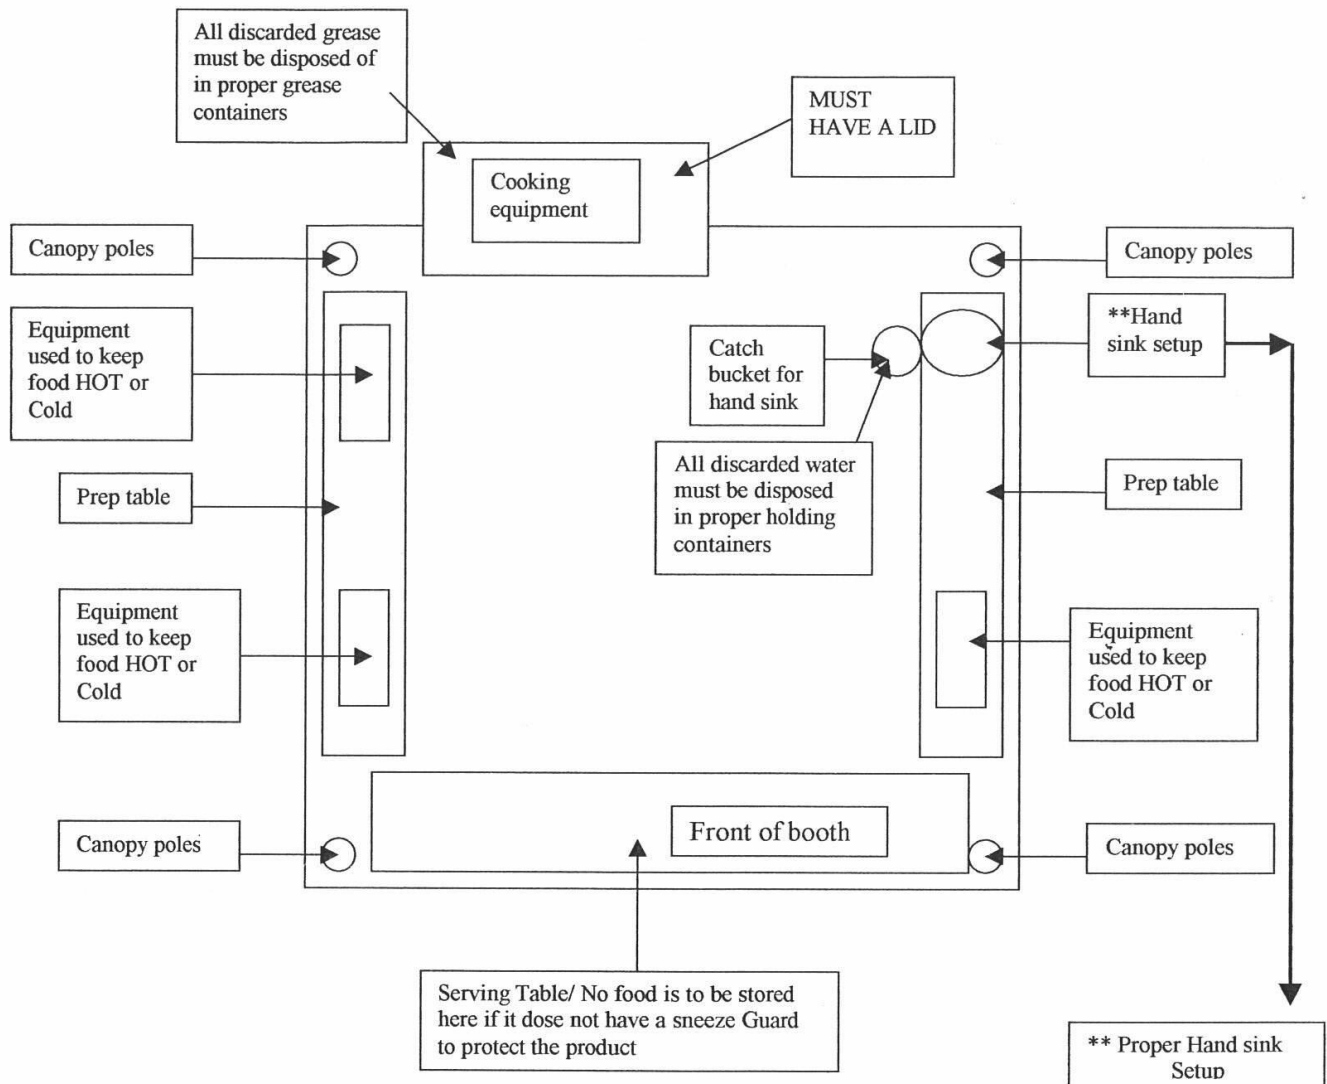 All discarded grease
must be disposed of
in proper grease
containers
MUST
HAVE A LID
Cooking
equipment
Canopy poles
Canopy poles
Equipment
used to keep
food HOT or
Cold
Catch
bucket for
hand sink
**Hand
sink setup
All discarded water
must be disposed
in proper holding
containers
Prep table
Prep table
Equipment
used to keep
food HOT or
Cold
Equipment
used to keep
food HOT or
Cold
Canopy poles
Front of booth
Canopy poles
Serving Table/ No food is to be stored
here if it dose not have a sneeze Guard
to protect the product
** Proper Hand sink
Setup